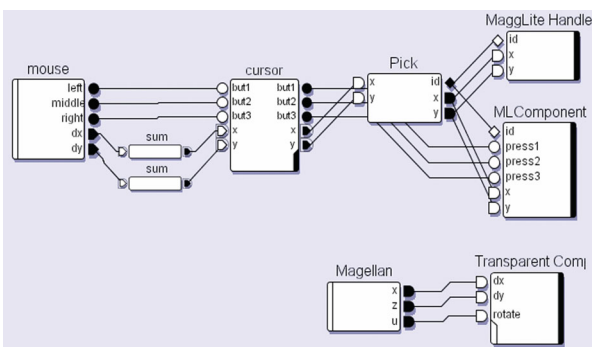 mouse
left
middle
right
dx
dy
sum
sum
cursor
but1
but2
but3
x
y
but1
but2
but3
x
y
Pick
x
y
id
x
y
MaggLite Handle
id
x
y
MLComponent
id
press1
press2
press3
x
y
Magellan
x
z
u
Transparent Comp
dx
dy
rotate